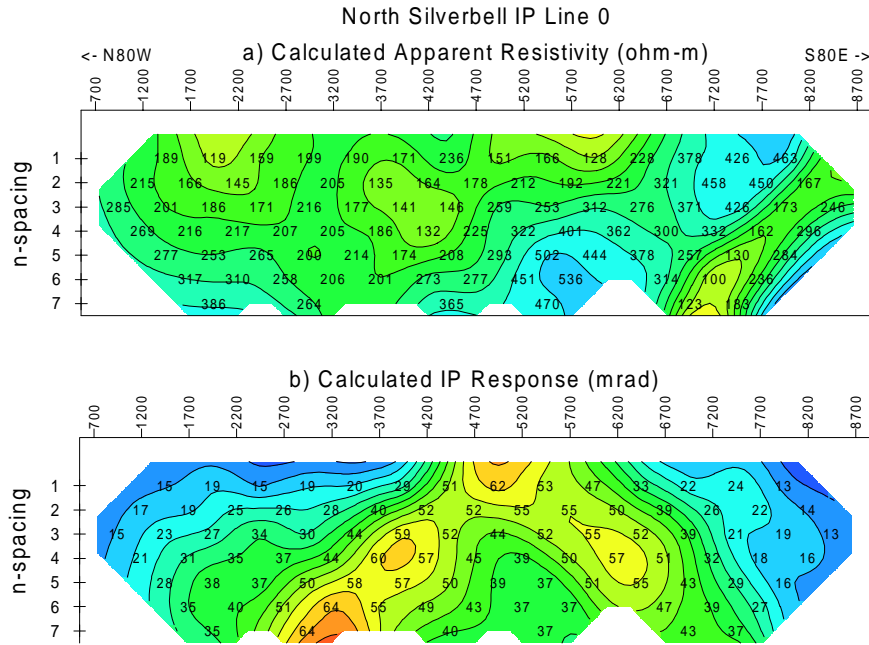 North Silverbell IP Line 0
<- N80W a) Calculated Apparent Resistivity (ohm-m) S80E ->
700 1200 1700 2200 2700 3200 3700 4200 4700 5200 5700 6200 6700 7200 7700 8200 8700
n-spacing
1 189 119 159 199 190 171 236 151 166 128 228 378 426 463
2 215 166 145 186 205 135 164 178 212 192 221 321 458 450 167
3 285 201 186 171 216 177 141 146 259 253 312 276 371 426 173 246
4 269 216 217 207 205 186 132 225 322 401 362 300 332 162 296
5 277 253 265 200 214 174 208 293 502 444 378 257 130 284
6 317 310 258 206 201 273 277 451 536 314 100 236
7 386 264 365 470 123 183
b) Calculated IP Response (mrad)
700 1200 1700 2200 2700 3200 3700 4200 4700 5200 5700 6200 6700 7200 7700 8200 8700
n-spacing
1 15 19 15 19 20 29 51 62 53 47 33 22 24 13
2 17 19 25 26 28 40 52 52 55 55 50 39 26 22 14
3 15 23 27 34 30 44 59 52 44 52 55 52 39 21 19 13
4 21 31 35 37 44 60 57 45 39 50 57 51 32 18 16
5 28 38 37 50 58 57 50 39 37 51 55 43 29 16
6 35 40 51 64 55 49 43 37 37 47 39 27
7 35 64 40 37 43 37